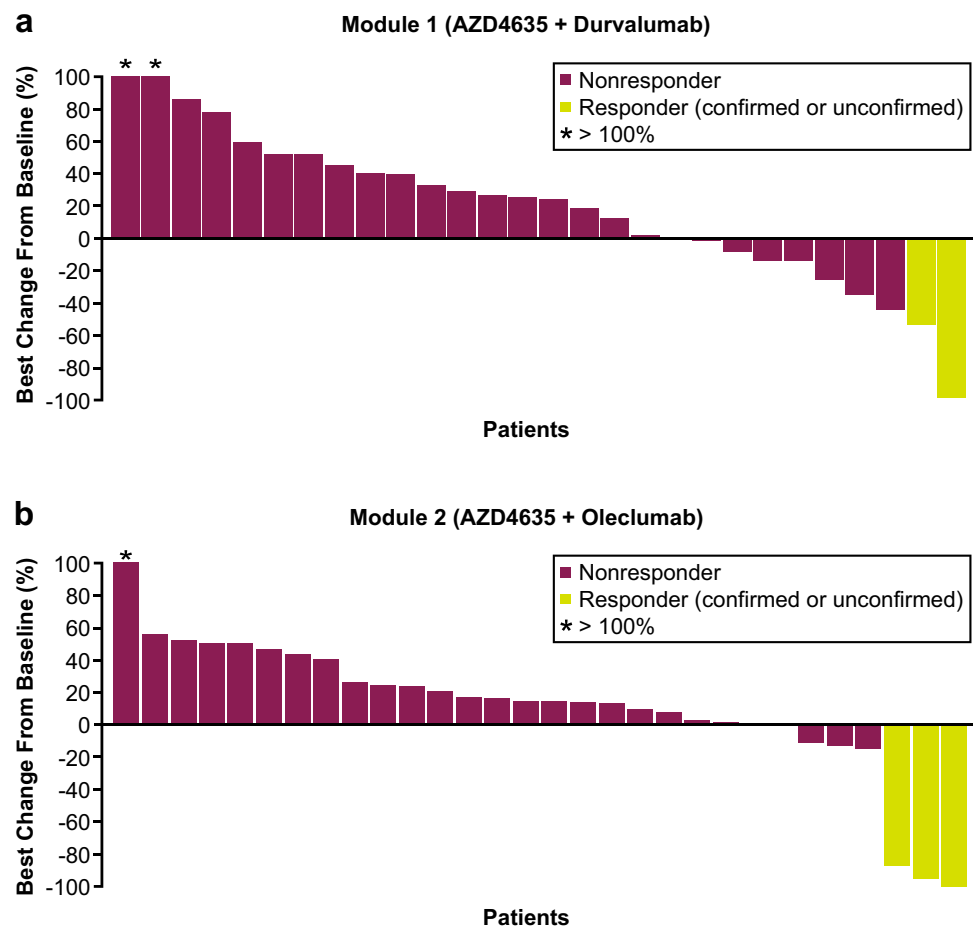 a
Module 1 (AZD4635 + Durvalumab)
* *
Nonresponder
Responder (confirmed or unconfirmed)
* > 100%
Best Change From Baseline (%)
100
80
60
40
20
0
-20
-40
-60
-80
-100
Patients
b
Module 2 (AZD4635 + Oleclumab)
*
Nonresponder
Responder (confirmed or unconfirmed)
* > 100%
Best Change From Baseline (%)
100
80
60
40
20
0
-20
-40
-60
-80
-100
Patients